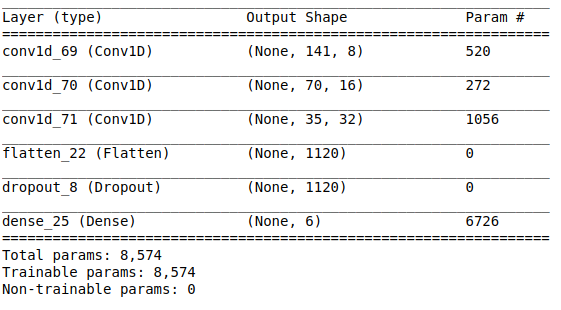 Layer (type) Output Shape Param #
conv1d_69 (Conv1D) (None, 141, 8) 520
conv1d_70 (Conv1D) (None, 70, 16) 272
conv1d_71 (Conv1D) (None, 35, 32) 1056
flatten_22 (Flatten) (None, 1120) 0
dropout_8 (Dropout) (None, 1120) 0
dense_25 (Dense) (None, 6) 6726
Total params: 8,574
Trainable params: 8,574
Non-trainable params: 0